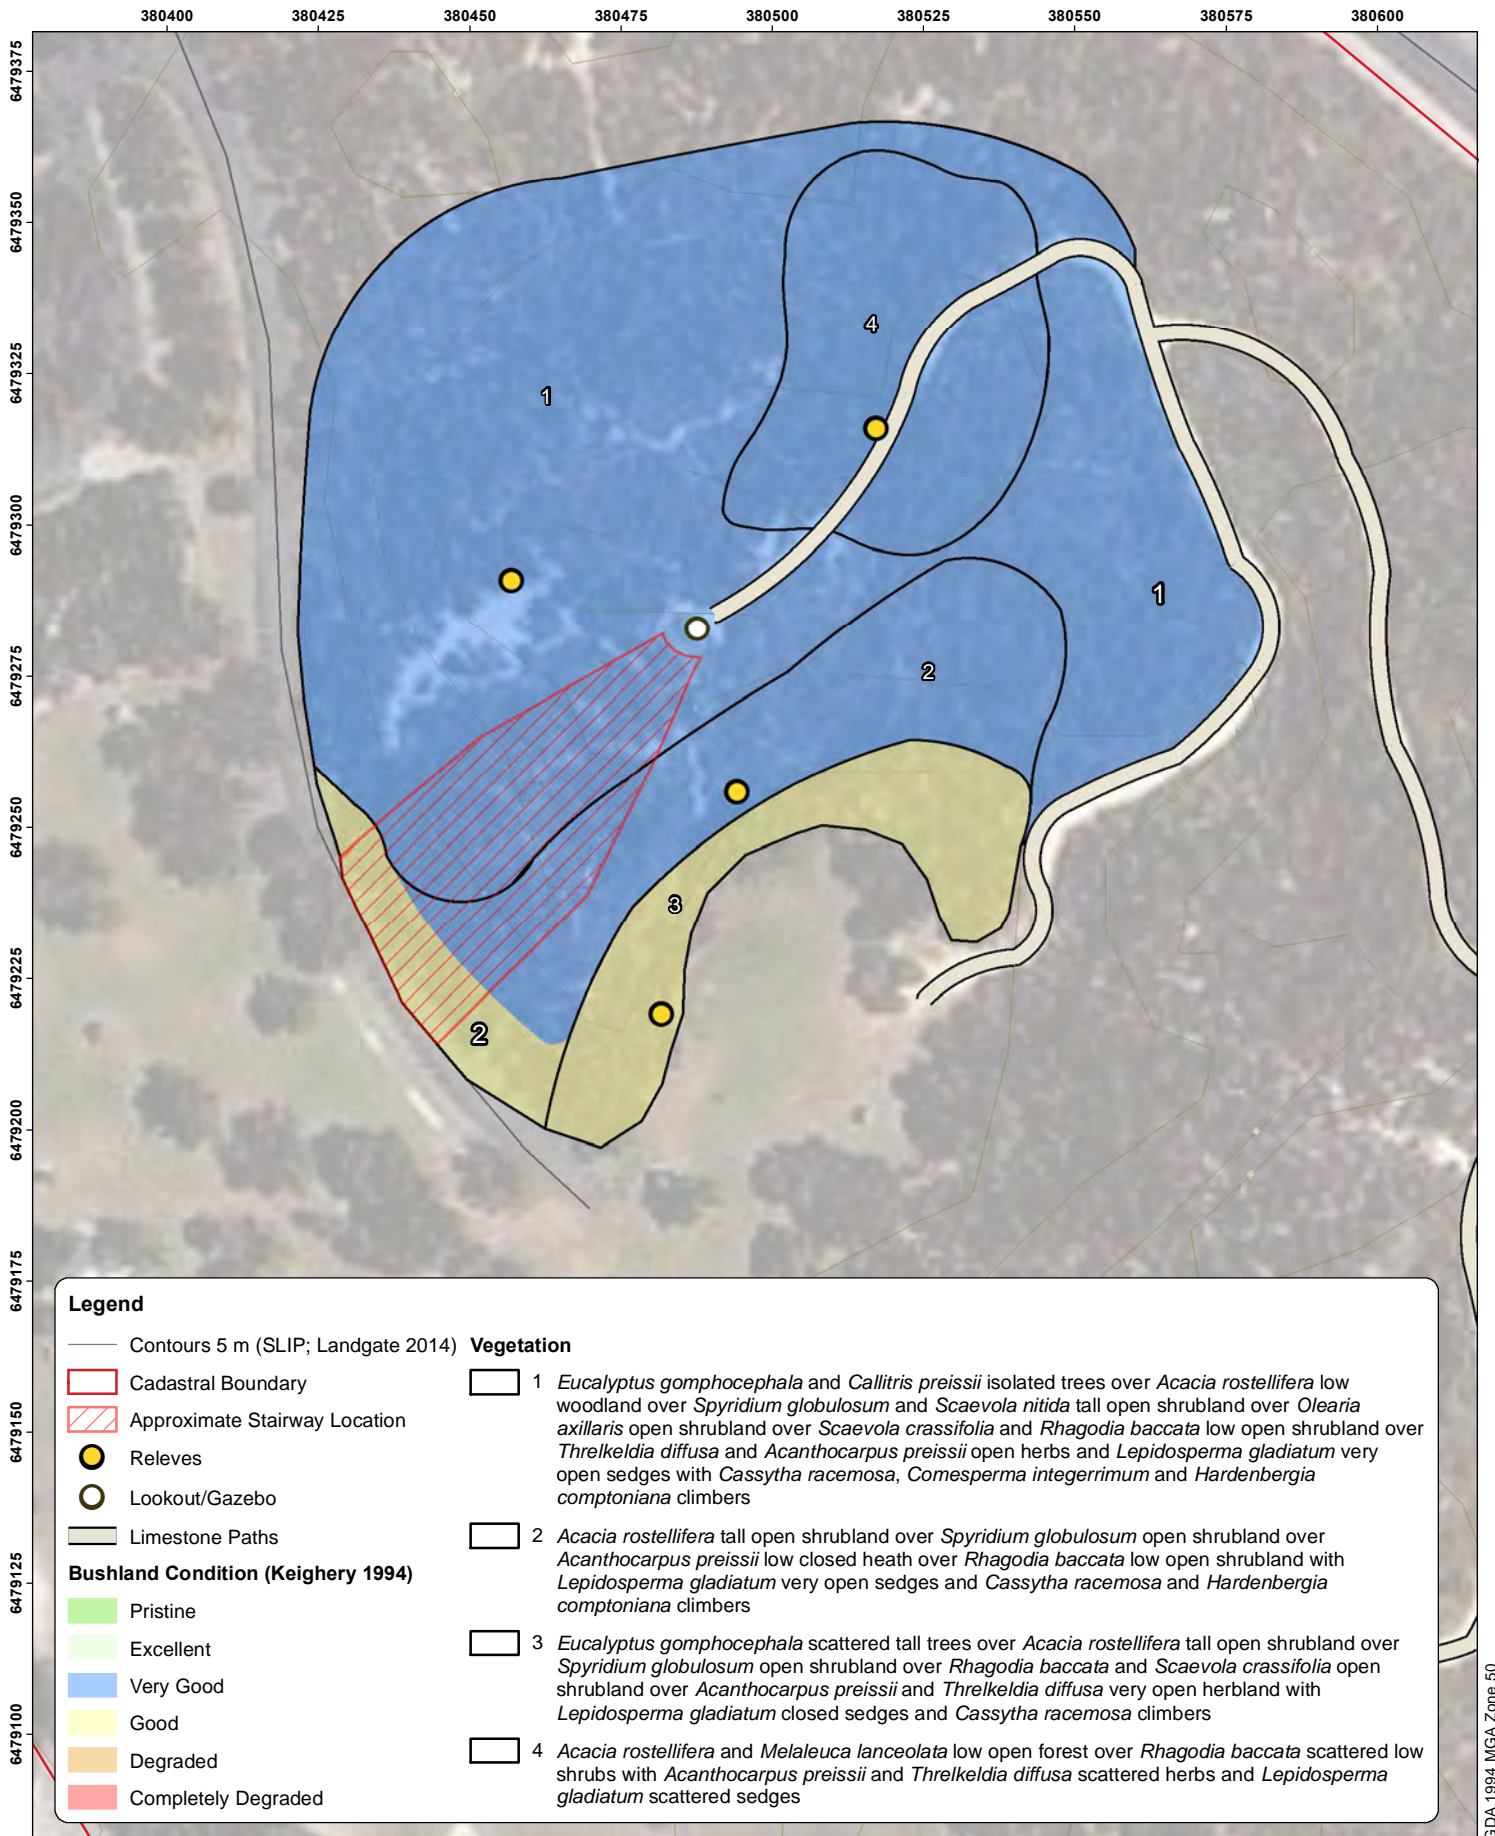 380400 380425 380450 380475 380500 380525 380550 380575 380600
6479375
6479350
6479325
6479300
6479275
6479250
6479225
6479200
6479175
6479150
6479125
6479100
4
1
1
2
3
2
Legend
Contours 5 m (SLIP; Landgate 2014)
Cadastral Boundary
Approximate Stairway Location
Releves
Lookout/Gazebo
Limestone Paths
Bushland Condition (Keighery 1994)
Pristine
Excellent
Very Good
Good
Degraded
Completely Degraded
Vegetation
1 Eucalyptus gomphocephala and Callitris preissii isolated trees over Acacia rostellifera low
woodland over Spyridium globulosum and Scaevola nitida tall open shrubland over Olearia
axillaris open shrubland over Scaevola crassifolia and Rhagodia baccata low open shrubland over
Threlkeldia diffusa and Acanthocarpus preissii open herbs and Lepidosperma gladiatum very
open sedges with Cassytha racemosa, Comesperma integerrimum and Hardenbergia
comptoniana climbers
2 Acacia rostellifera tall open shrubland over Spyridium globulosum open shrubland over
Acanthocarpus preissii low closed heath over Rhagodia baccata low open shrubland with
Lepidosperma gladiatum very open sedges and Cassytha racemosa and Hardenbergia
comptoniana climbers
3 Eucalyptus gomphocephala scattered tall trees over Acacia rostellifera tall open shrubland over
Spyridium globulosum open shrubland over Rhagodia baccata and Scaevola crassifolia open
shrubland over Acanthocarpus preissii and Threlkeldia diffusa very open herbland with
Lepidosperma gladiatum closed sedges and Cassytha racemosa climbers
4 Acacia rostellifera and Melaleuca lanceolata low open forest over Rhagodia baccata scattered low
shrubs with Acanthocarpus preissii and Threlkeldia diffusa scattered herbs and Lepidosperma
gladiatum scattered sedges
GDA 1994 MGA Zone 50